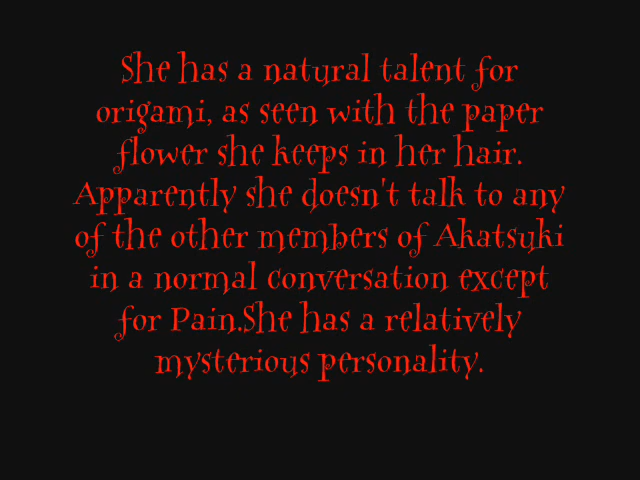 She has a natural talent for
origami, as seen with the paper
flower she keeps in her hair.
Apparently she doesn't talk to any
of the other members of Akatsuki
in a normal conversation except
for Pain.She has a relatively
mysterious personality.